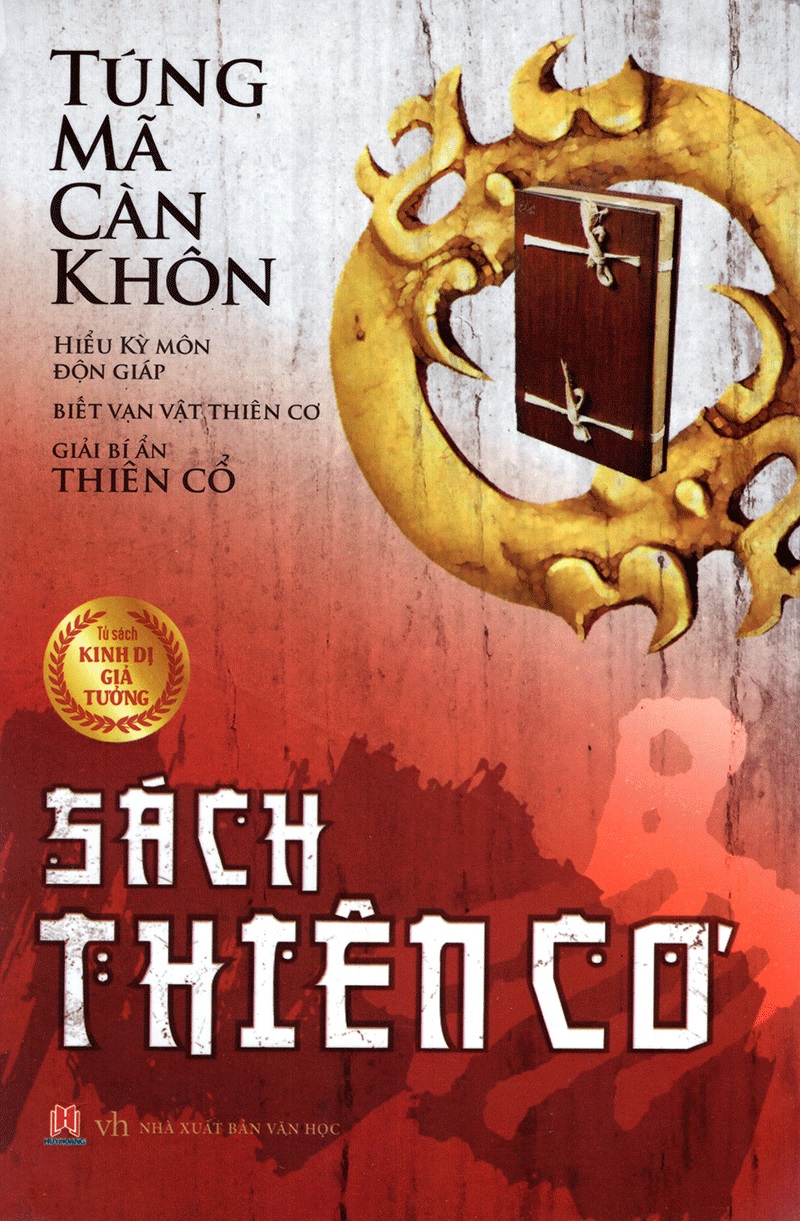 TÚNG
MÃ
CÀN
KHÔN
HIỂU KỲ MÔN
ĐỘN GIÁP
BIẾT VẠN VẬT THIÊN CƠ
GIẢI BÍ ẨN
THIÊN CỔ
Tủ sách
KINH DỊ
GIẢ
TƯỞNG
SÁCH
THIÊN CƠ
HUYHOANG
vh NHÀ XUẤT BẢN VĂN HỌC